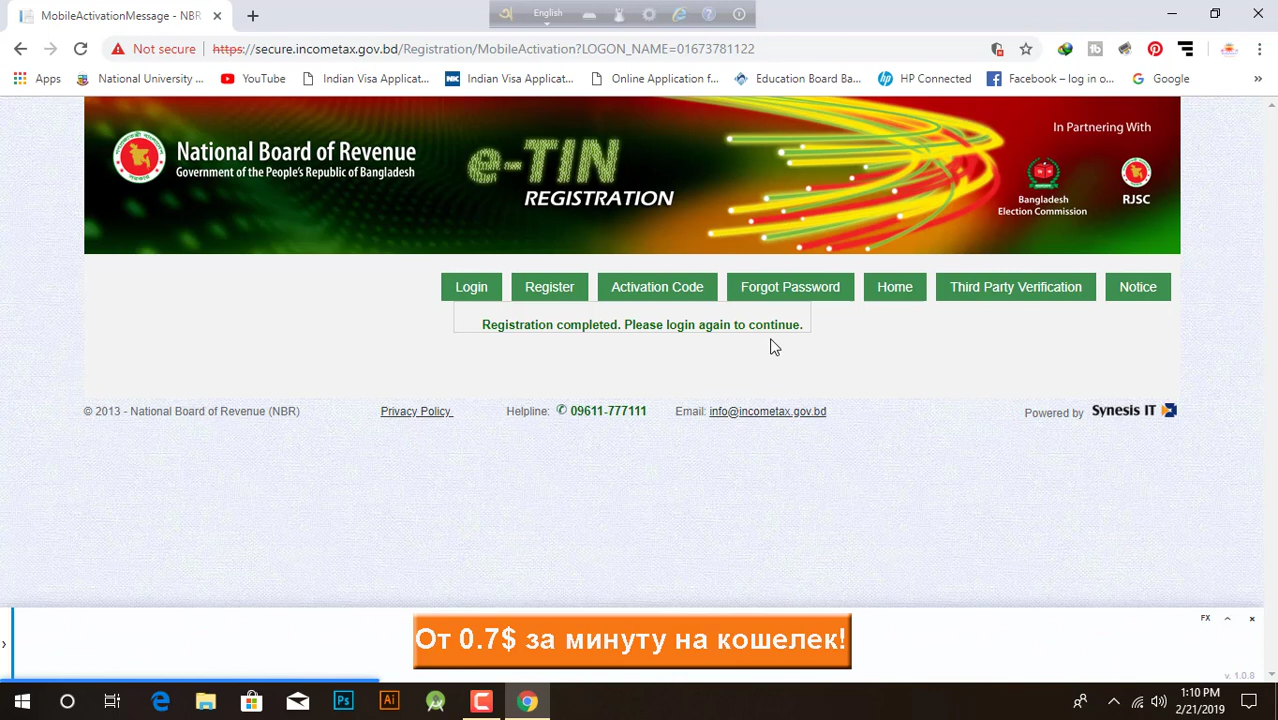 MobileActivationMessage - NBR
English
Not secure
https://secure.incometax.gov.bd/Registration/MobileActivation?LOGON_NAME=01673781122
Apps
National University ...
YouTube
Indian Visa Applicat...
Indian Visa Applicat...
Online Application f...
Education Board Ba...
HP Connected
Facebook – log in o...
Google
»
National Board of Revenue
Government of the People's Republic of Bangladesh
e-TIN
REGISTRATION
In Partnering With
Bangladesh
Election Commission
RJSC
Login
Register
Activation Code
Forgot Password
Home
Third Party Verification
Notice
Registration completed. Please login again to continue.
© 2013 - National Board of Revenue (NBR)
Privacy Policy
Helpline: ✆ 09611-777111
Email: info@incometax.gov.bd
Powered by Synesis IT
FX
От 0.7$ за минуту на кошелек!
v. 1.0.8
Ps
Ai
1:10 PM
2/21/2019